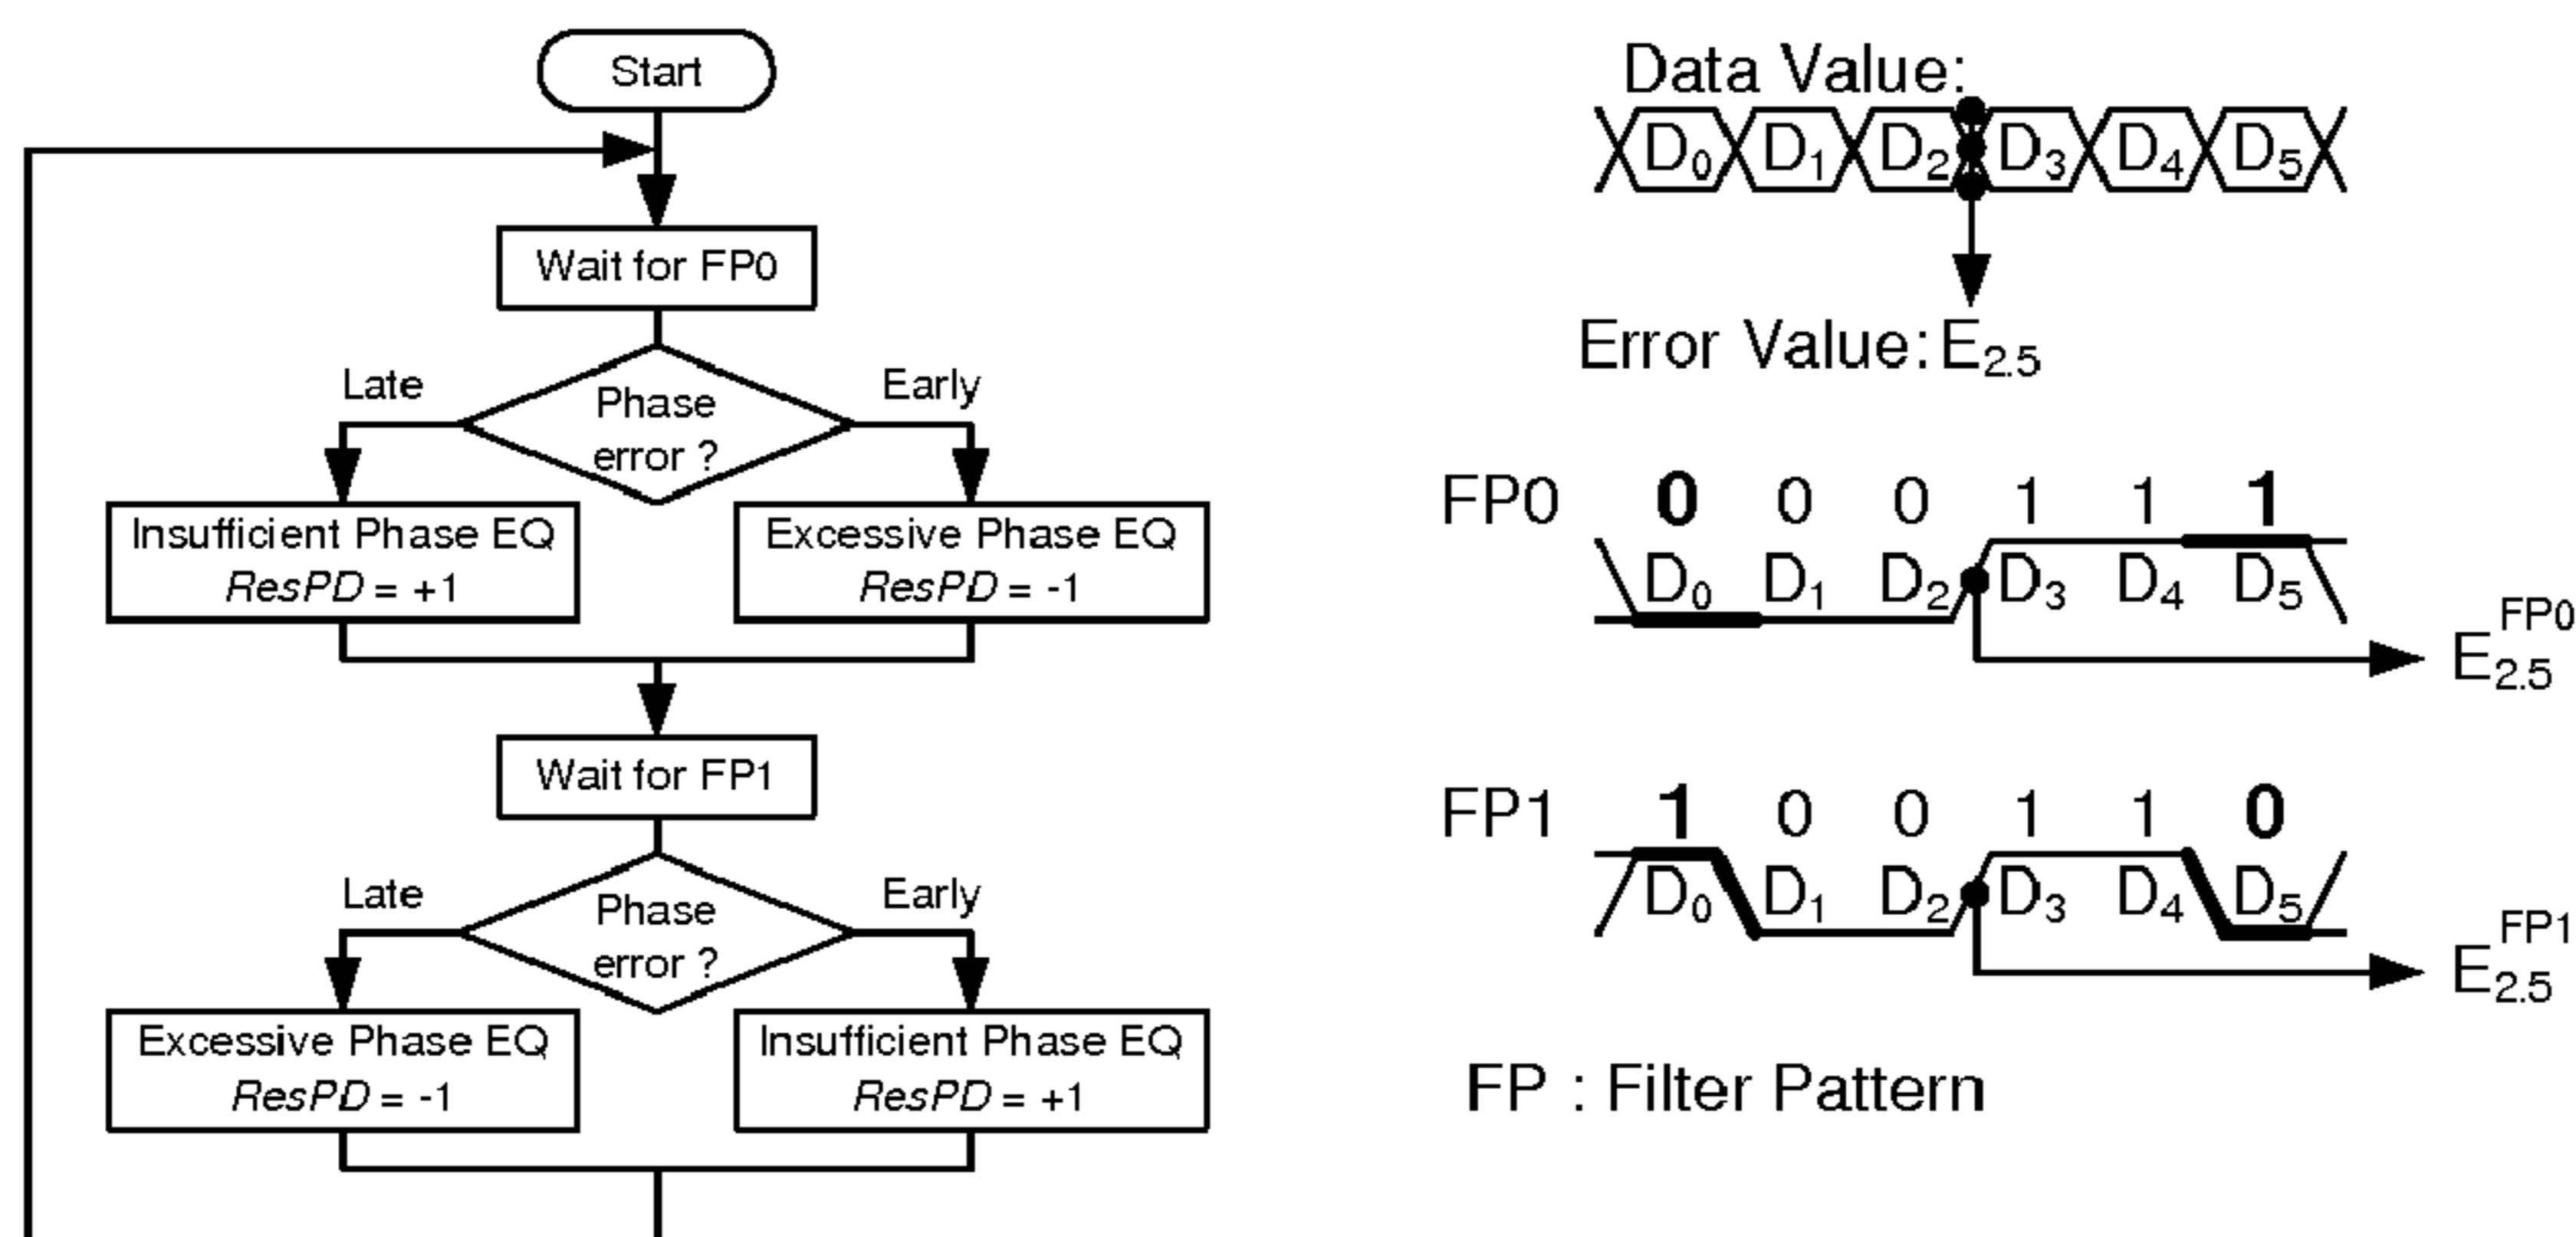 Start
Wait for FP0
Late
Early
Phase
error ?
Insufficient Phase EQ
ResPD = +1
Excessive Phase EQ
ResPD = -1
Wait for FP1
Late
Early
Phase
error ?
Excessive Phase EQ
ResPD = -1
Insufficient Phase EQ
ResPD = +1
Data Value:
D0 D1 D2 D3 D4 D5
Error Value: E2.5
FP0 0 0 0 1 1 1
D0 D1 D2 D3 D4 D5
E2.5 FP0
FP1 1 0 0 1 1 0
D0 D1 D2 D3 D4 D5
E2.5 FP1
FP : Filter Pattern